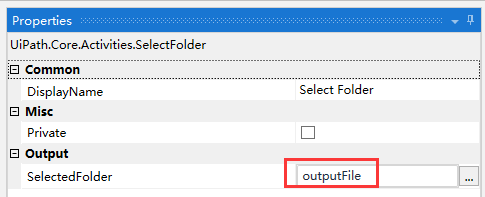 Properties
UiPath.Core.Activities.SelectFolder
Common
DisplayName Select Folder
Misc
Private
Output
SelectedFolder outputFile ...